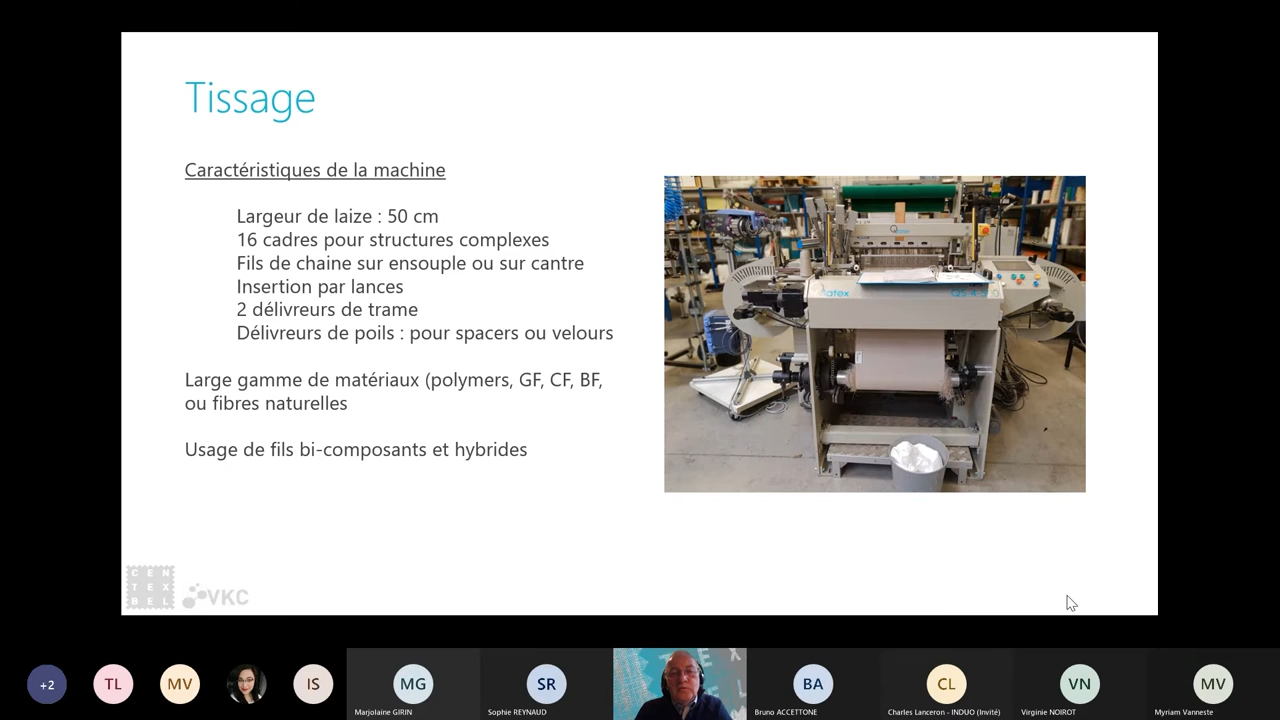 Tissage
Caractéristiques de la machine
Largeur de laize : 50 cm
16 cadres pour structures complexes
Fils de chaine sur ensouple ou sur cantre
Insertion par lances
2 délivreurs de trame
Délivreurs de poils : pour spacers ou velours
Large gamme de matériaux (polymers, GF, CF, BF,
ou fibres naturelles
Usage de fils bi-composants et hybrides
CEN
TEX
BEL
VKC
+2
TL
MV
IS
MG
SR
BA
CL
VN
MV
Marjolaine GIRIN
Sophie REYNAUD
Bruno ACCETTONE
Charles Lanceron - INDUO (Invité)
Virginie NOIROT
Myriam Vanneste